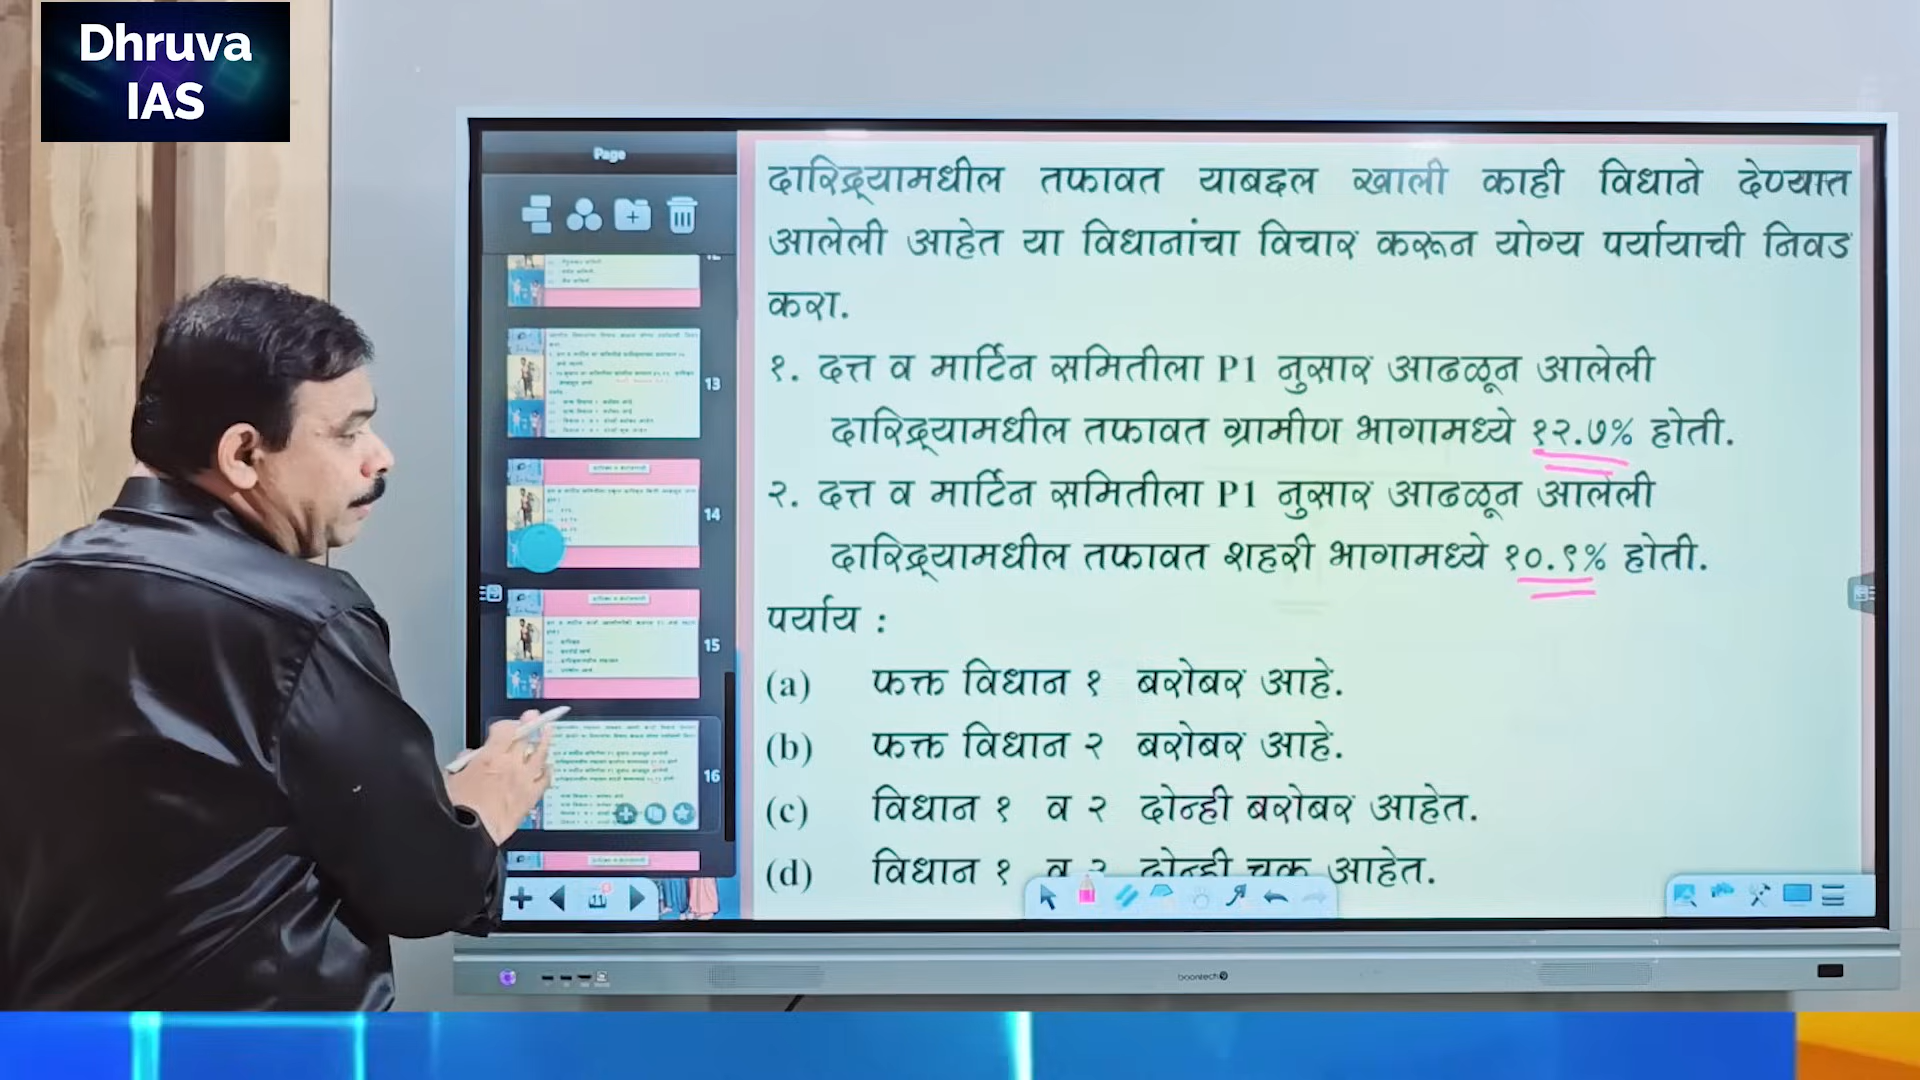 Dhruva
IAS
Page
दारिद्र्यामधील तफावत याबद्दल खाली काही विधाने देण्यात
आलेली आहेत या विधानांचा विचार करून योग्य पर्यायाची निवड
करा.
१. दत्त व मार्टिन समितीला P1 नुसार आढळून आलेली
दारिद्र्यामधील तफावत ग्रामीण भागामध्ये १२.७% होती.
२. दत्त व मार्टिन समितीला P1 नुसार आढळून आलेली
दारिद्र्यामधील तफावत शहरी भागामध्ये १०.९% होती.
पर्याय :
(a) फक्त विधान १ बरोबर आहे.
(b) फक्त विधान २ बरोबर आहे.
(c) विधान १ व २ दोन्ही बरोबर आहेत.
(d) विधान १ व २ दोन्ही चूक आहेत.
13
14
15
16
11
boontech